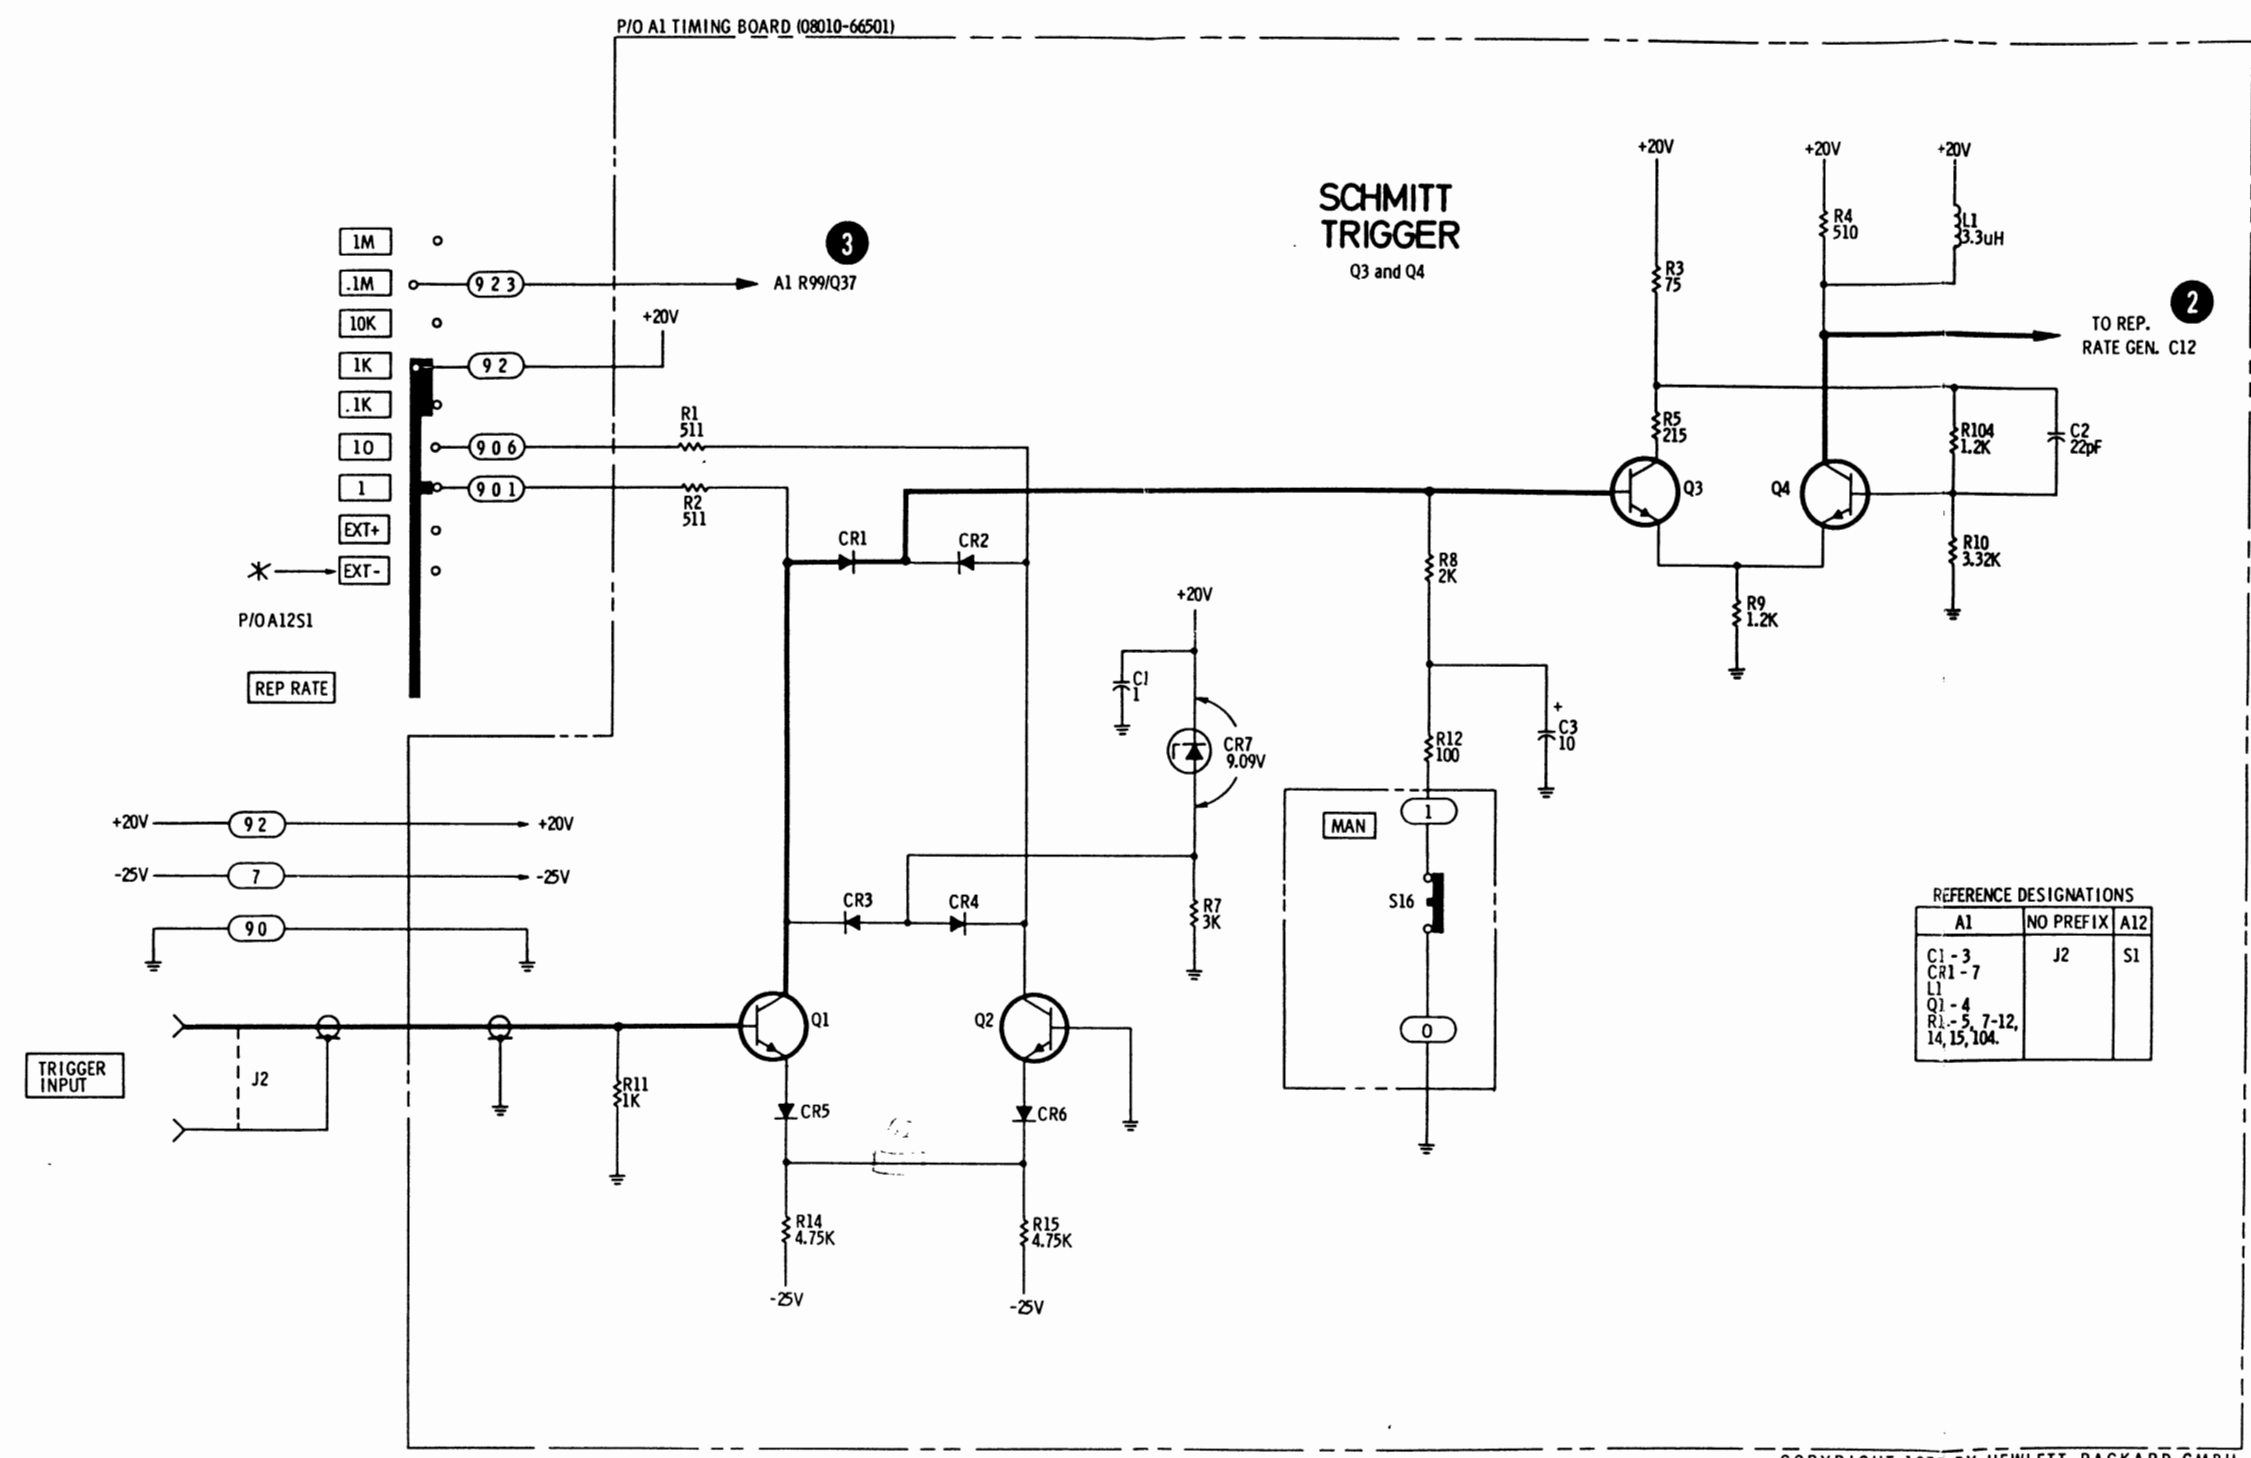 P/O A1 TIMING BOARD (08010-66501)
SCHMITT
TRIGGER
Q3 and Q4
+20V
+20V
+20V
R4
510
L1
3.3uH
R3
75
2
TO REP.
RATE GEN. C12
R5
215
R104
1.2K
C2
22pF
Q3
Q4
R10
3.32K
R9
1.2K
1M
.1M
10K
1K
.1K
10
1
EXT+
EXT-
P/O A12S1
REP RATE
923
3
A1 R99/Q37
92
+20V
906
R1
511
901
R2
511
CR1
CR2
R8
2K
+20V
C1
1
CR7
9.09V
R12
100
+
C3
10
MAN
1
S16
0
+20V
92
+20V
-25V
7
-25V
90
CR3
CR4
R7
3K
TRIGGER
INPUT
J2
R11
1K
Q1
Q2
CR5
CR6
R14
4.75K
R15
4.75K
-25V
-25V
REFERENCE DESIGNATIONS
A1 NO PREFIX A12
C1 - 3 J2 S1
CR1 - 7
L1
Q1 - 4
R1 - 5, 7-12,
14, 15, 104.
HEWLETT PACKARD GMBH